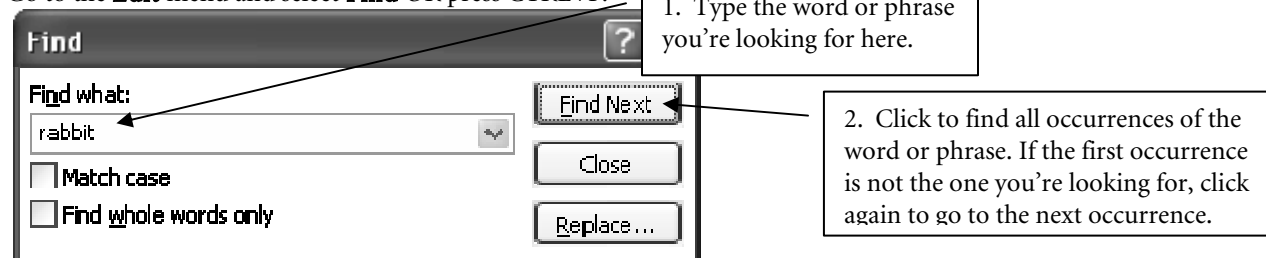 Go to the Edit menu and select Find OR press CTRL+F.
1. Type the word or phrase
you're looking for here.
Find
?
Find what:
rabbit
Match case
Find whole words only
Find Next
Close
Replace...
2. Click to find all occurrences of the
word or phrase. If the first occurrence
is not the one you're looking for, click
again to go to the next occurrence.